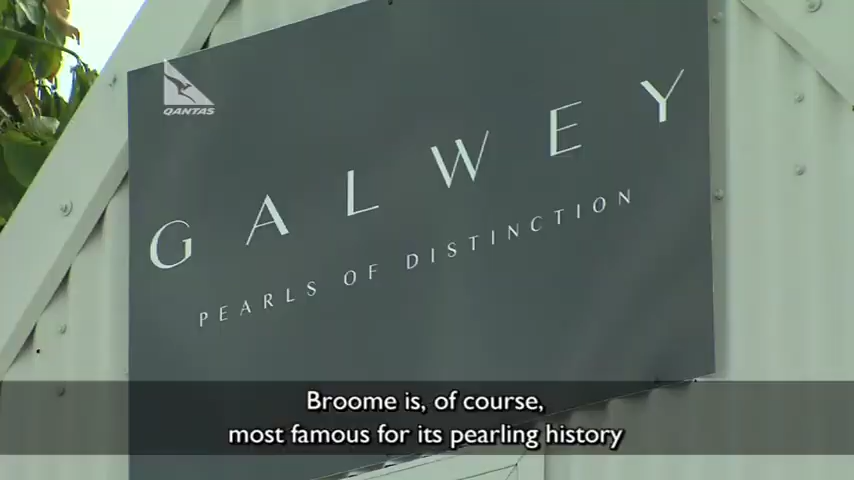 QANTAS
GALWEY
PEARLS OF DISTINCTION
Broome is, of course,
most famous for its pearling history